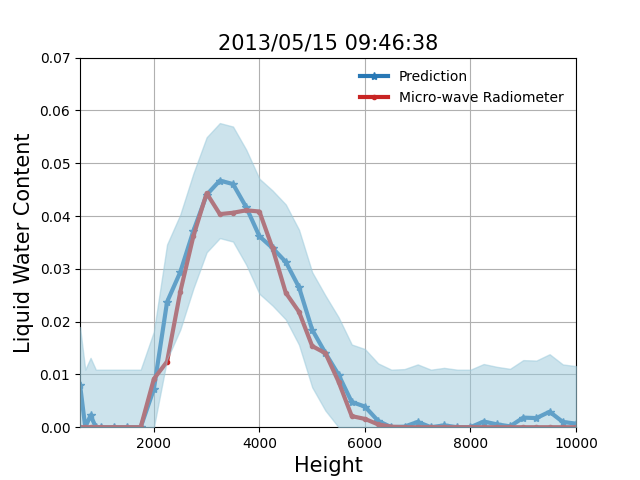 2013/05/15 09:46:38
0.07
0.06
0.05
0.04
0.03
0.02
0.01
0.00
Liquid Water Content
Prediction
Micro-wave Radiometer
2000 4000 6000 8000 10000
Height